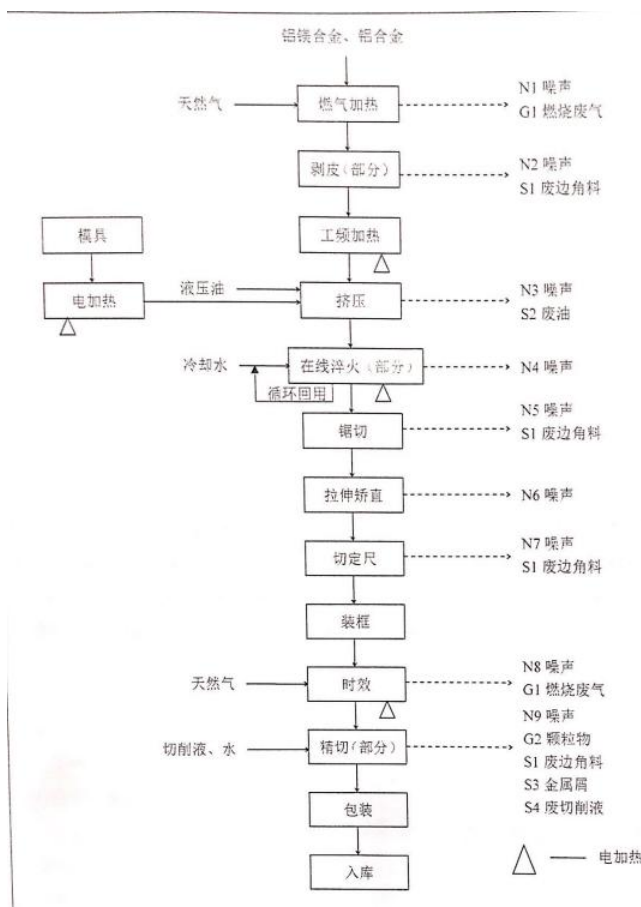 铝镁合金、铝合金
天然气
燃气加热
N1 噪声
G1 燃烧废气
剥皮（部分）
N2 噪声
S1 废边角料
模具
工频加热
电加热
液压油
挤压
N3 噪声
S2 废油
冷却水
在线淬火（部分）
N4 噪声
循环回用
锯切
N5 噪声
S1 废边角料
拉伸矫直
N6 噪声
切定尺
N7 噪声
S1 废边角料
装框
天然气
时效
N8 噪声
G1 燃烧废气
切削液、水
精切（部分）
N9 噪声
G2 颗粒物
S1 废边角料
S3 金属屑
S4 废切削液
包装
入库
电加热